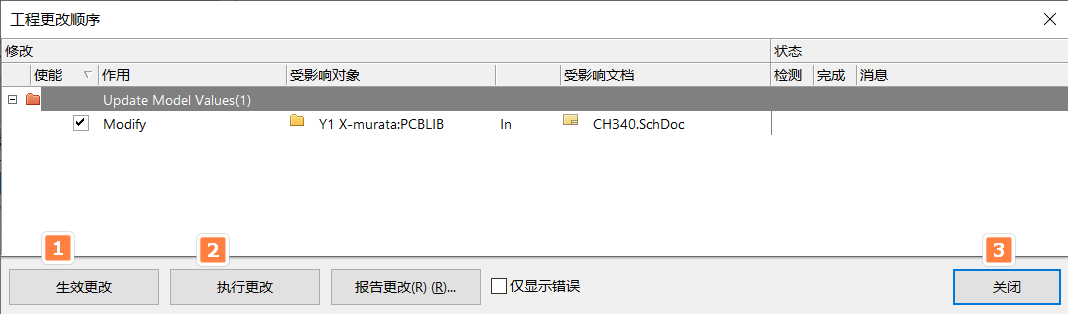 工程更改顺序
修改 状态
使能 作用 受影响对象 受影响文档 检测 完成 消息
Update Model Values(1)
Modify Y1 X-murata:PCBLIB In CH340.SchDoc
1 2 3
生效更改 执行更改 报告更改(R) (R)... 仅显示错误 关闭